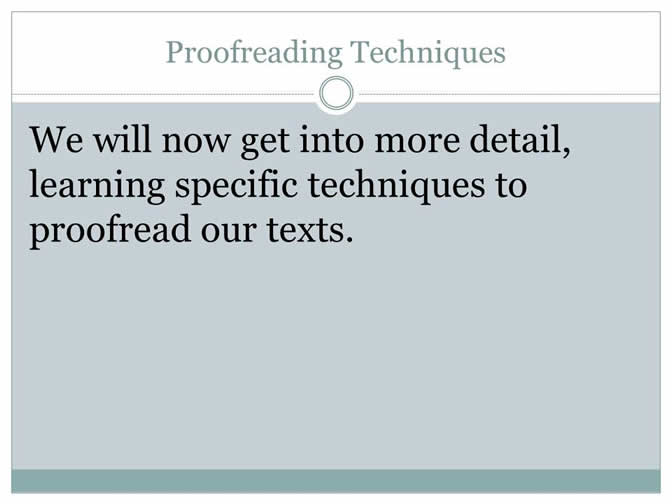 Proofreading Techniques
We will now get into more detail,
learning specific techniques to
proofread our texts.